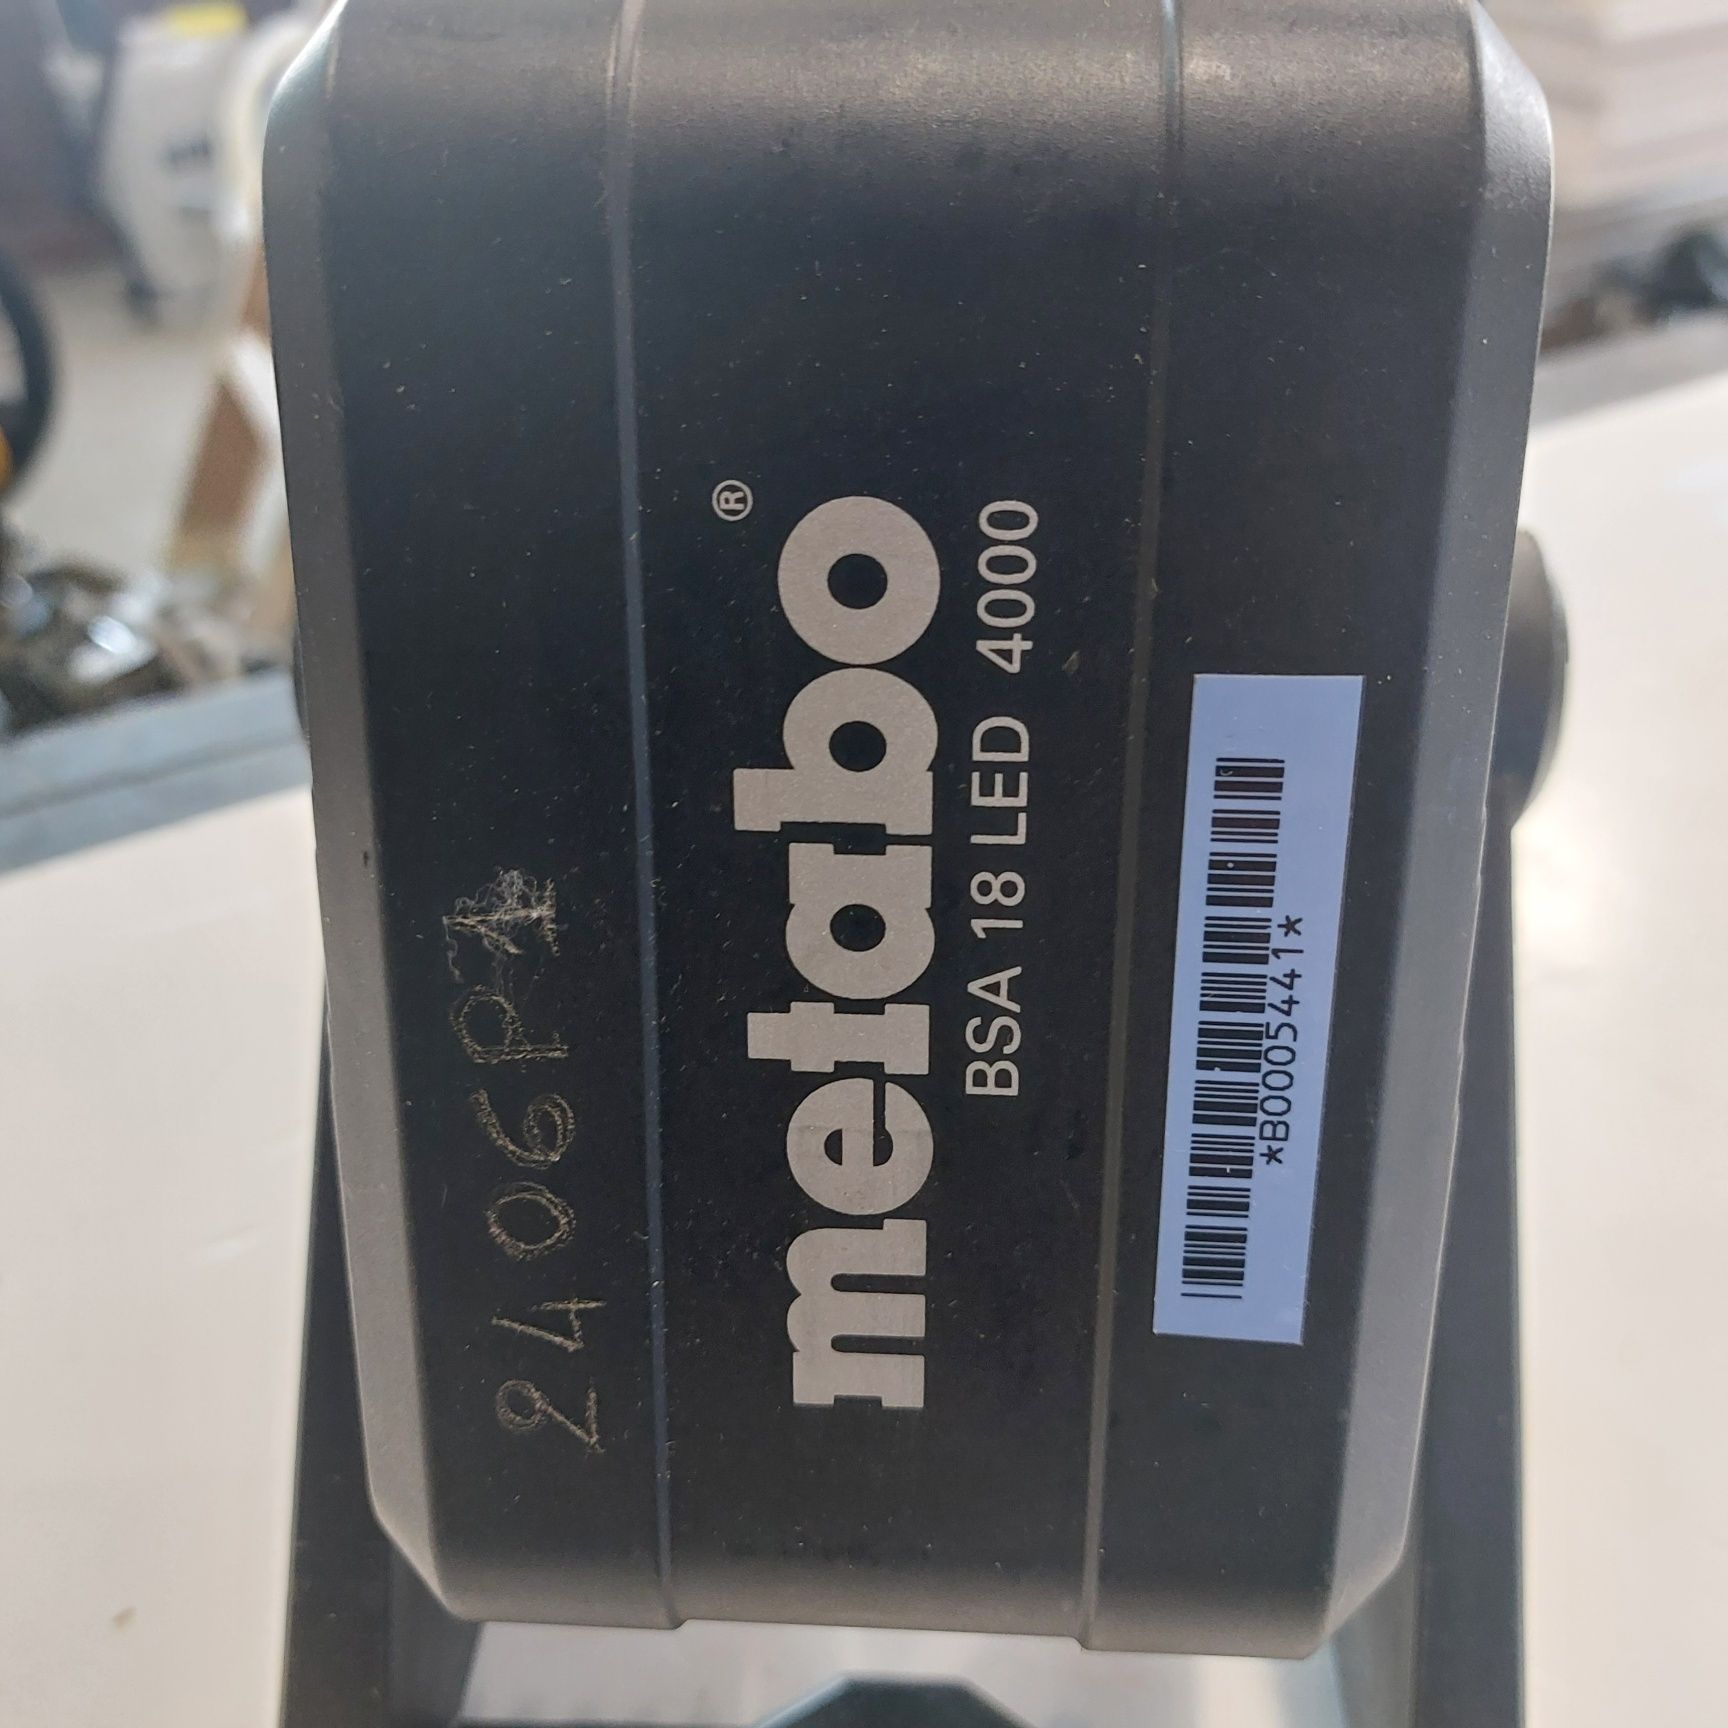 2406P1
metabo®
BSA 18 LED 4000
*B0005441*